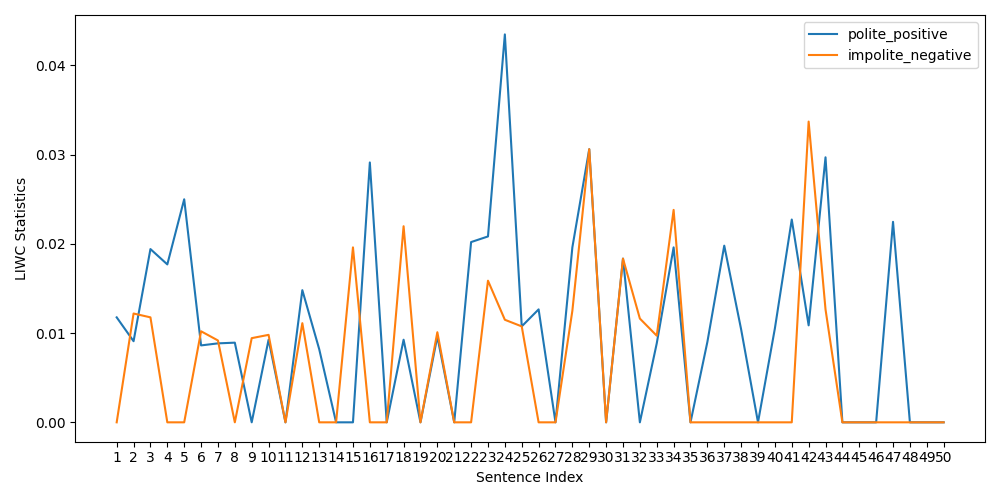 polite_positive
impolite_negative
0.04
0.03
0.02
0.01
0.00
LIWC Statistics
1 2 3 4 5 6 7 8 9 10 11 12 13 14 15 16 17 18 19 20 21 22 23 24 25 26 27 28 29 30 31 32 33 34 35 36 37 38 39 40 41 42 43 44 45 46 47 48 49 50
Sentence Index